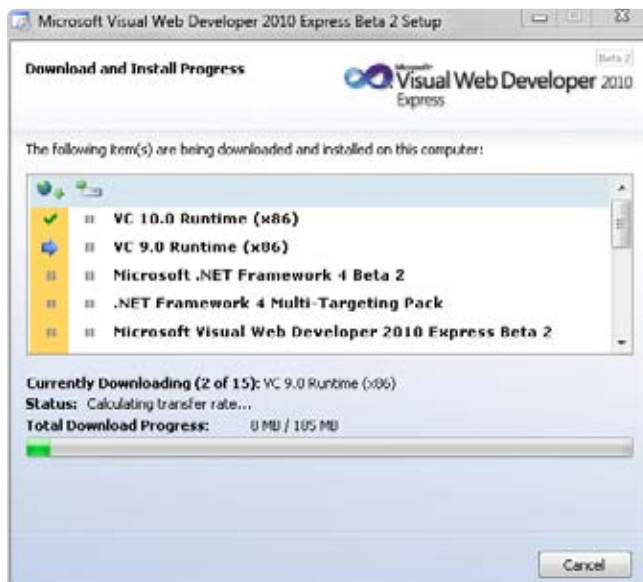 Microsoft Visual Web Developer 2010 Express Beta 2 Setup
Beta 2
Download and Install Progress
Microsoft
Visual Web Developer 2010
Express
The following item(s) are being downloaded and installed on this computer:
VC 10.0 Runtime (x86)
VC 9.0 Runtime (x86)
Microsoft .NET Framework 4 Beta 2
.NET Framework 4 Multi-Targeting Pack
Microsoft Visual Web Developer 2010 Express Beta 2
Currently Downloading (2 of 15): VC 9.0 Runtime (x86)
Status: Calculating transfer rate...
Total Download Progress: MB / MB
Cancel